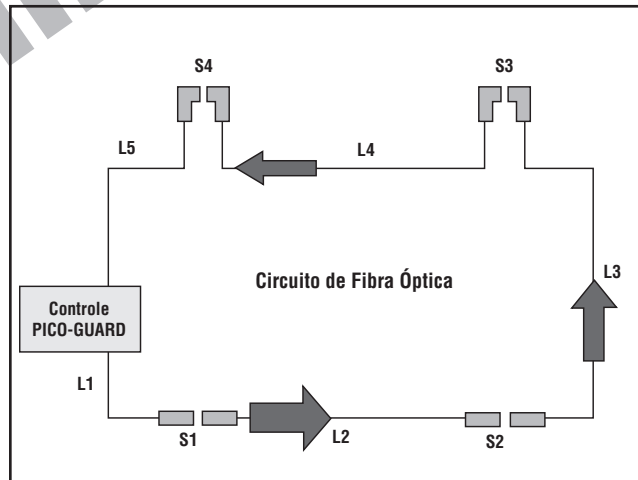 S4
S3
L5
L4
Circuito de Fibra Óptica
L3
Controle
PICO-GUARD
L1
S1
L2
S2